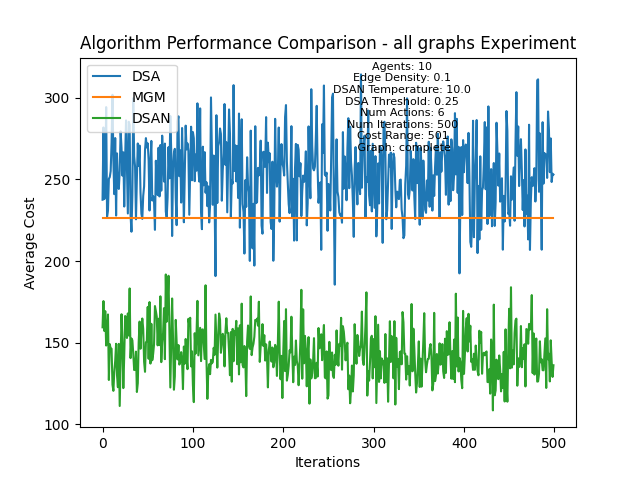 Algorithm Performance Comparison - all graphs Experiment
DSA
MGM
DSAN
Agents: 10
Edge Density: 0.1
DSAN Temperature: 10.0
DSA Threshold: 0.25
Num Actions: 6
Num Iterations: 500
Cost Range: 501
Graph: complete
Average Cost
300
250
200
150
100
0
100
200
300
400
500
Iterations